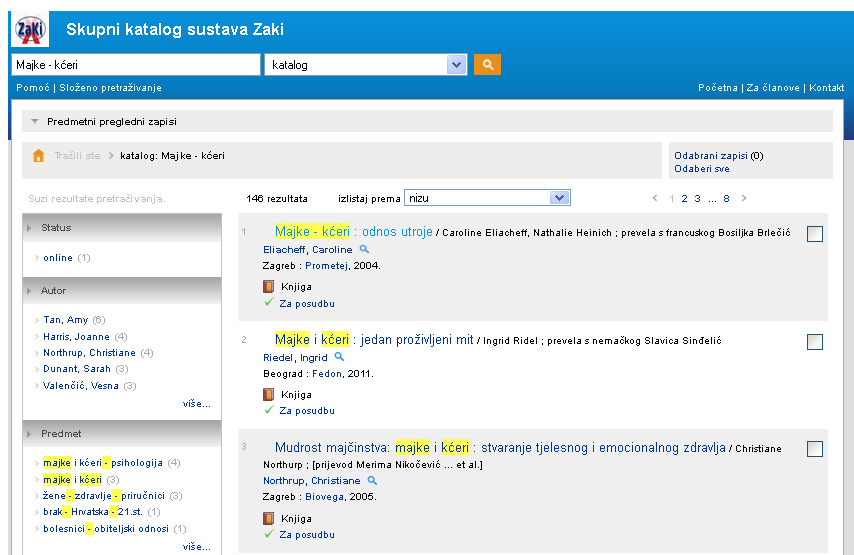 ZaKi
Skupni katalog sustava Zaki
Majke - kćeri katalog
Pomoć | Složeno pretraživanje Početna | Za članove | Kontakt
Predmetni pregledni zapisi
Tražili ste > katalog: Majke - kćeri
Odabrani zapisi (0)
Odaberi sve
Suzi rezultate pretraživanja.
146 rezultata izlistaj prema nizu < 1 2 3 ... 8 >
Status
online (1)
Autor
Tan, Amy (6)
Harris, Joanne (4)
Northrup, Christiane (4)
Dunant, Sarah (3)
Valenčić, Vesna (3)
više...
Predmet
majke i kćeri - psihologija (4)
majke i kćeri (3)
žene - zdravlje - priručnici (3)
brak - Hrvatska - 21.st. (1)
bolesnici - obiteljski odnosi (1)
više...
1 Majke - kćeri : odnos utroje / Caroline Eliacheff, Nathalie Heinich ; prevela s francuskog Bosiljka Brlečić
Eliacheff, Caroline
Zagreb : Prometej, 2004.
Knjiga
Za posudbu
2 Majke i kćeri : jedan proživljeni mit / Ingrid Ridel ; prevela s nemačkog Slavica Sinđelić
Riedel, Ingrid
Beograd : Fedon, 2011.
Knjiga
Za posudbu
3 Mudrost majčinstva: majke i kćeri : stvaranje tjelesnog i emocionalnog zdravlja / Christiane
Northurp ; [prijevod Merima Nikočević ... et al.]
Northrup, Christiane
Zagreb : Biovega, 2005.
Knjiga
Za posudbu